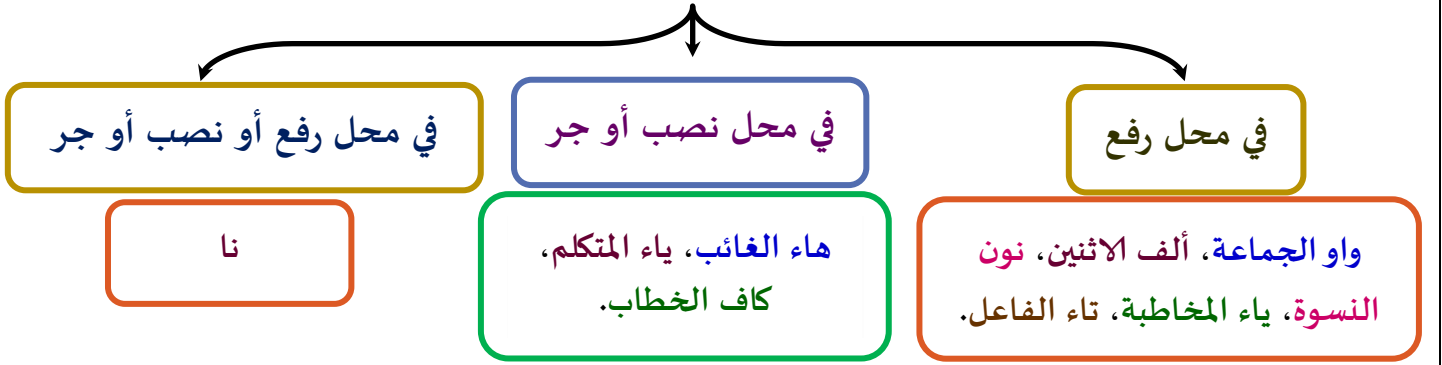 في محل رفع
واو الجماعة، ألف الاثنين، نون
النسوة، ياء المخاطبة، تاء الفاعل.
في محل نصب أو جر
هاء الغائب، ياء المتكلم،
كاف الخطاب.
في محل رفع أو نصب أو جر
نا